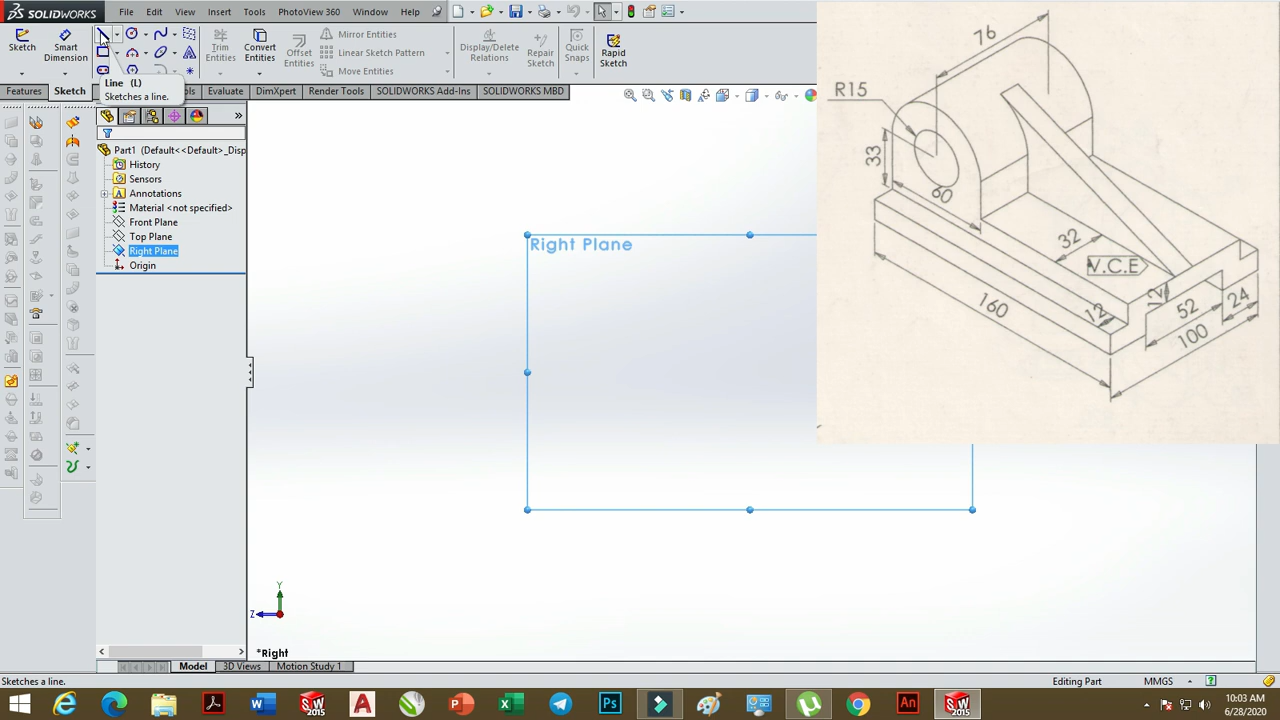 SOLIDWORKS
File Edit View Insert Tools PhotoView 360 Window Help
Sketch
Smart Dimension
Trim Entities
Convert Entities
Offset Entities
Mirror Entities
Linear Sketch Pattern
Move Entities
Display/Delete Relations
Repair Sketch
Quick Snaps
Rapid Sketch
Line (L)
Sketches a line.
Features Sketch Evaluate DimXpert Render Tools SOLIDWORKS Add-Ins SOLIDWORKS MBD
Part1 (Default<<Default>_Disp
History
Sensors
Annotations
Material <not specified>
Front Plane
Top Plane
Right Plane
Origin
Right Plane
76
R15
33
60
32
V.C.E
160
12
12
52
24
100
Y
Z
*Right
Model 3D Views Motion Study 1
Sketches a line.
Editing Part MMGS
10:03 AM
6/28/2020